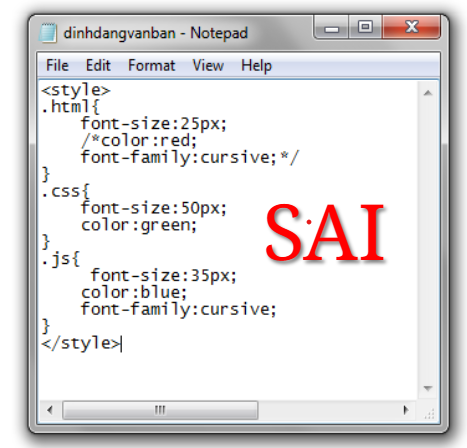 dinhdangvanban - Notepad
File Edit Format View Help
<style>
.html{
    font-size:25px;
    /*color:red;
    font-family:cursive;*/
}
.css{
    font-size:50px;
    color:green;
}
.js{
     font-size:35px;
    color:blue;
    font-family:cursive;
}
</style>
SAI